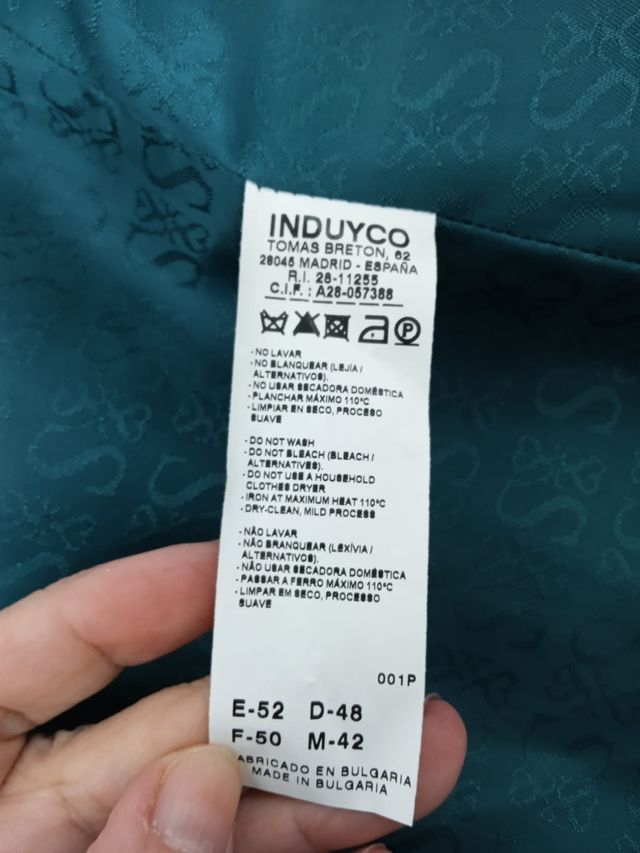 INDUYCO
TOMAS BRETON, 62
28045 MADRID - ESPAÑA
R.I. 28-11255
C.I.F. : A28-057388
P
- NO LAVAR
- NO BLANQUEAR (LEJIA /
ALTERNATIVOS).
- NO USAR SECADORA DOMÉSTICA
- PLANCHAR MÁXIMO 110ºC
- LIMPIAR EN SECO, PROCESO
SUAVE
- DO NOT WASH
- DO NOT BLEACH (BLEACH /
ALTERNATIVES).
- DO NOT USE A HOUSEHOLD
CLOTHES DRYER
- IRON AT MAXIMUM HEAT 110ºC
- DRY-CLEAN, MILD PROCESS
- NÃO LAVAR
- NÃO BRANQUEAR (LEXÍVIA /
ALTERNATIVOS).
- NÃO USAR SECADORA DOMÉSTICA
- PASSAR A FERRO MÁXIMO 110ºC
- LIMPAR EM SECO, PROCESSO
SUAVE
001P
E-52 D-48
F-50 M-42
FABRICADO EN BULGARIA
MADE IN BULGARIA